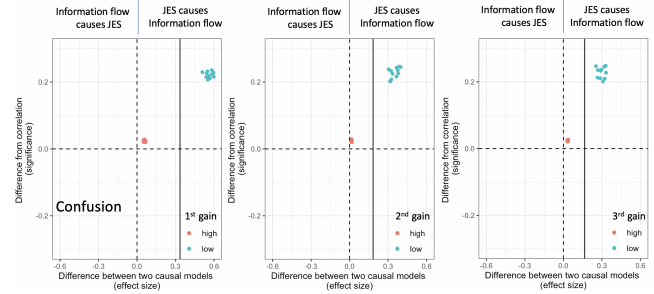 Information flow causes JES
JES causes Information flow
Information flow causes JES
JES causes Information flow
Information flow causes JES
JES causes Information flow
Difference from correlation (significance)
0.2
0.0
-0.2
Confusion
1st gain
high
low
-0.6 -0.3 0.0 0.3 0.6
Difference between two causal models
(effect size)
Difference from correlation (significance)
0.2
0.0
-0.2
2nd gain
high
low
-0.6 -0.3 0.0 0.3 0.6
Difference between two causal models
(effect size)
Difference from correlation (significance)
0.2
0.0
-0.2
3rd gain
high
low
-0.6 -0.3 0.0 0.3 0.6
Difference between two causal models
(effect size)